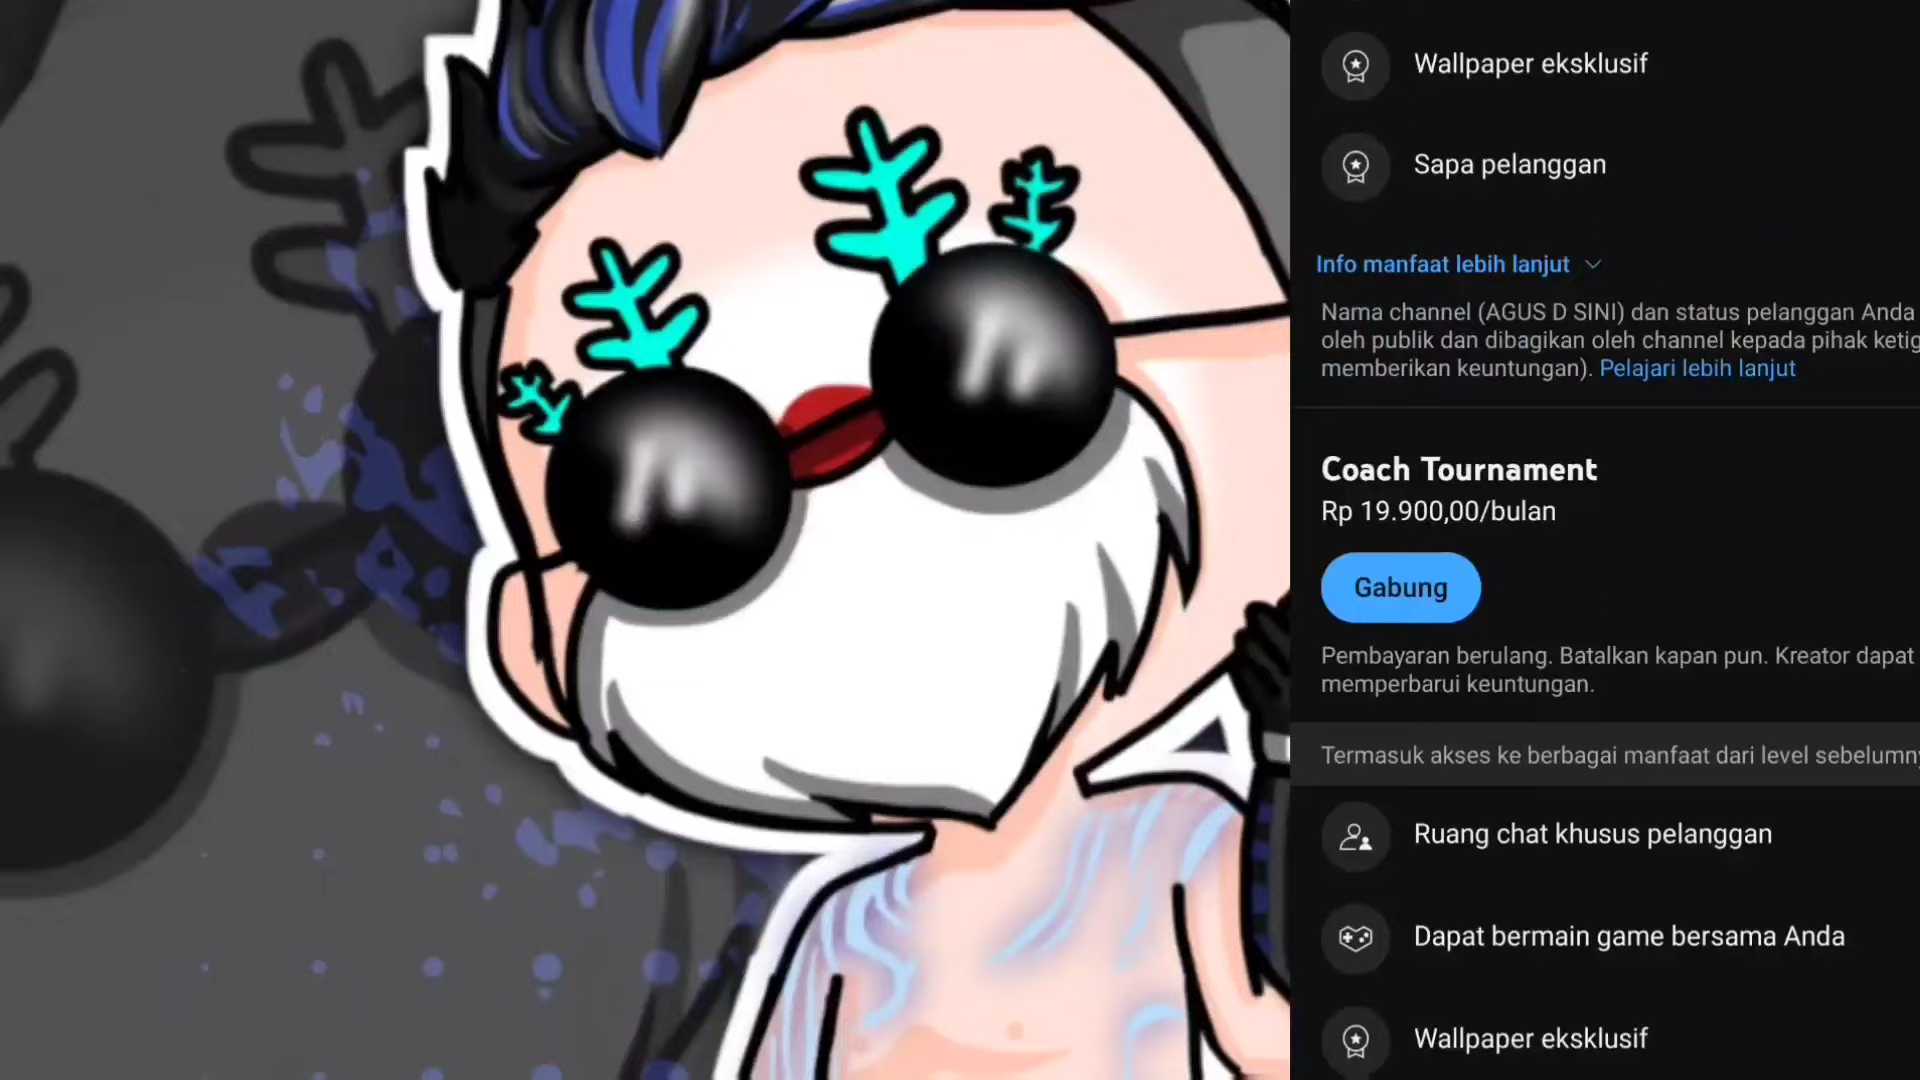 Wallpaper eksklusif
Sapa pelanggan
Info manfaat lebih lanjut
Nama channel (AGUS D SINI) dan status pelanggan Anda
oleh publik dan dibagikan oleh channel kepada pihak ketig
memberikan keuntungan). Pelajari lebih lanjut
Coach Tournament
Rp 19.900,00/bulan
Gabung
Pembayaran berulang. Batalkan kapan pun. Kreator dapat
memperbarui keuntungan.
Termasuk akses ke berbagai manfaat dari level sebelumny
Ruang chat khusus pelanggan
Dapat bermain game bersama Anda
Wallpaper eksklusif